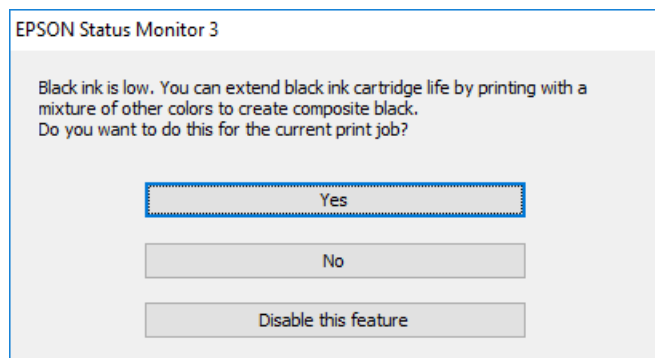 EPSON Status Monitor 3
Black ink is low. You can extend black ink cartridge life by printing with a
mixture of other colors to create composite black.
Do you want to do this for the current print job?
Yes
No
Disable this feature